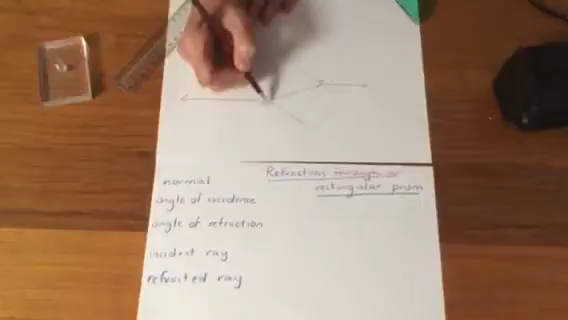 Refraction through a
rectangular prism
normal
angle of incidence
angle of refraction
incident ray
refracted ray